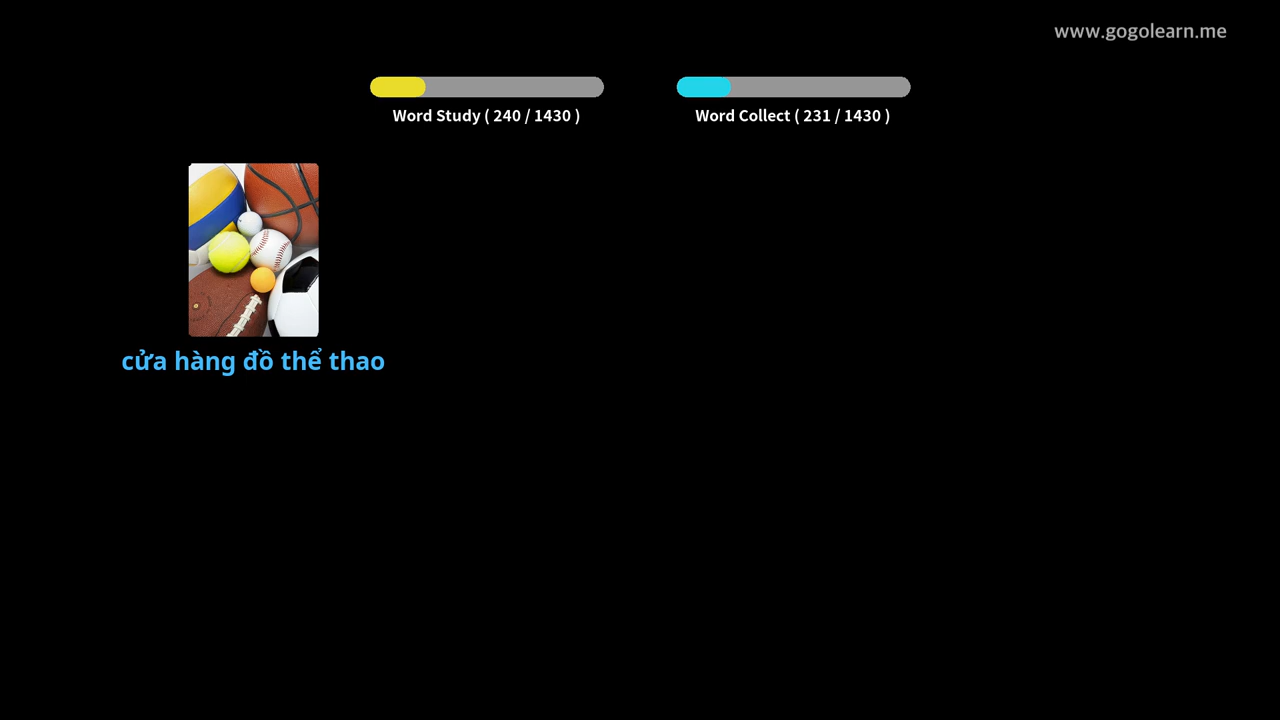 www.gogolearn.me
Word Study ( 240 / 1430 )
Word Collect ( 231 / 1430 )
cửa hàng đồ thể thao